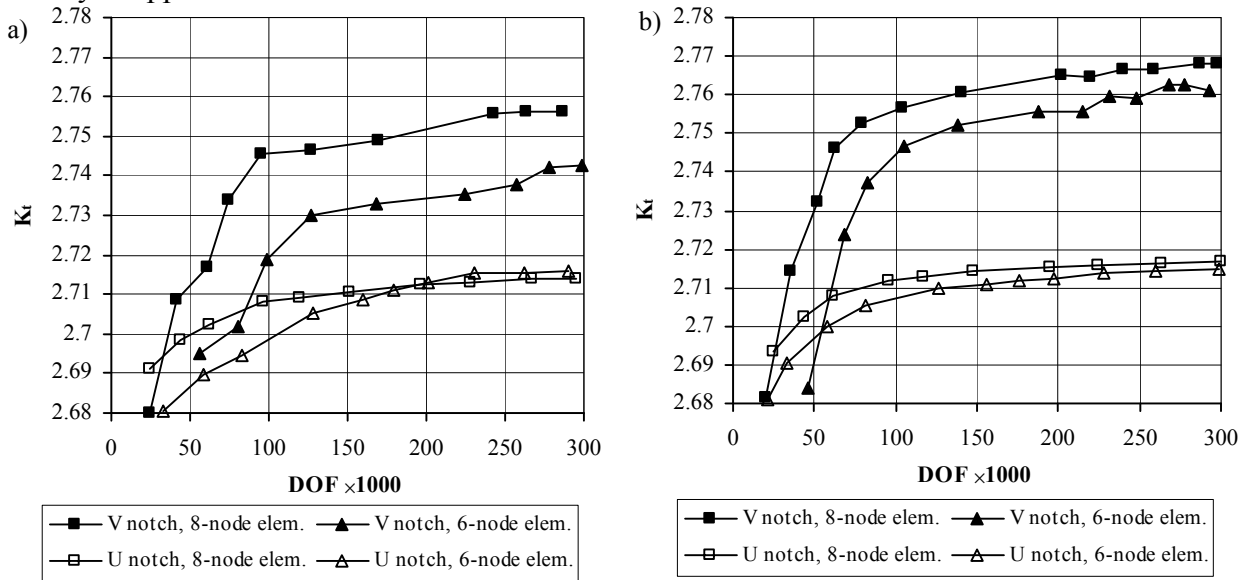 a)
2.78
2.77
2.76
2.75
2.74
2.73
2.72
2.71
2.7
2.69
2.68
Kt
0 50 100 150 200 250 300
DOF ×1000
V notch, 8-node elem. V notch, 6-node elem.
U notch, 8-node elem. U notch, 6-node elem.
b)
2.78
2.77
2.76
2.75
2.74
2.73
2.72
2.71
2.7
2.69
2.68
Kt
0 50 100 150 200 250 300
DOF ×1000
V notch, 8-node elem. V notch, 6-node elem.
U notch, 8-node elem. U notch, 6-node elem.